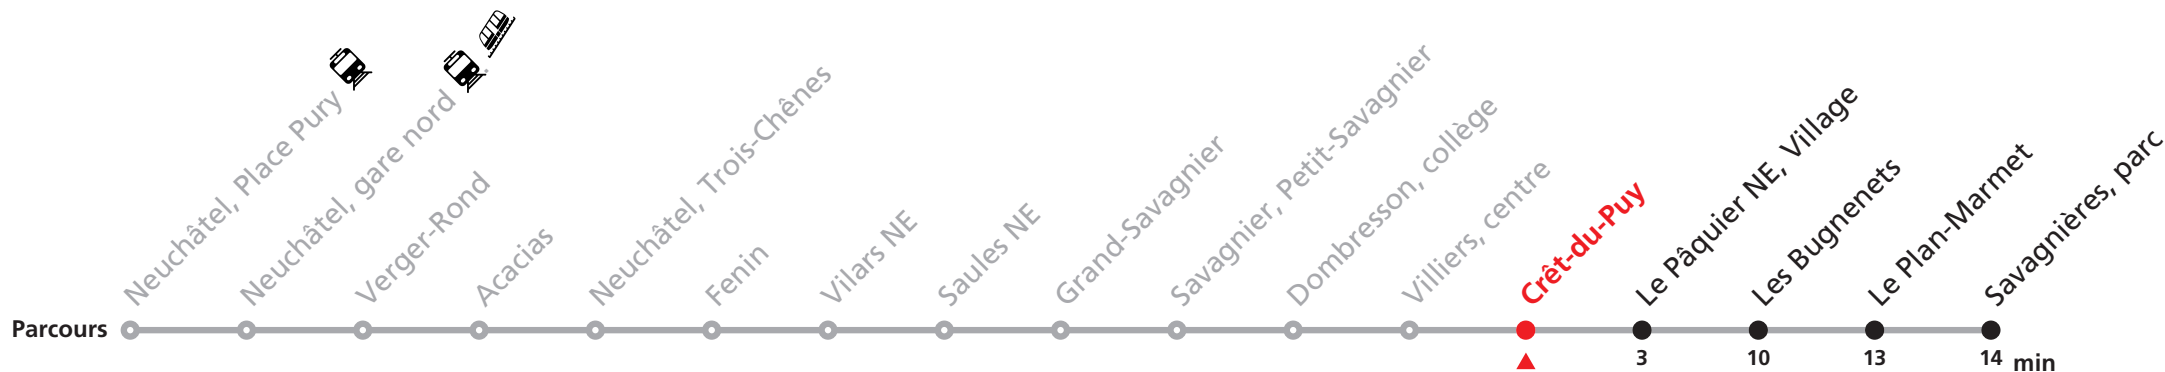 Neuchâtel, Place Pury
Neuchâtel, gare nord
Verger-Rond
Acacias
Neuchâtel, Trois-Chênes
Fenin
Vilars NE
Saules NE
Grand-Savagnier
Savagnier, Petit-Savagnier
Dombresson, collège
Villiers, centre
Crêt-du-Puy
Le Pâquier NE, Village
Les Bugnenets
Le Plan-Marmet
Savagnières, parc
Parcours
3 10 13 14 min